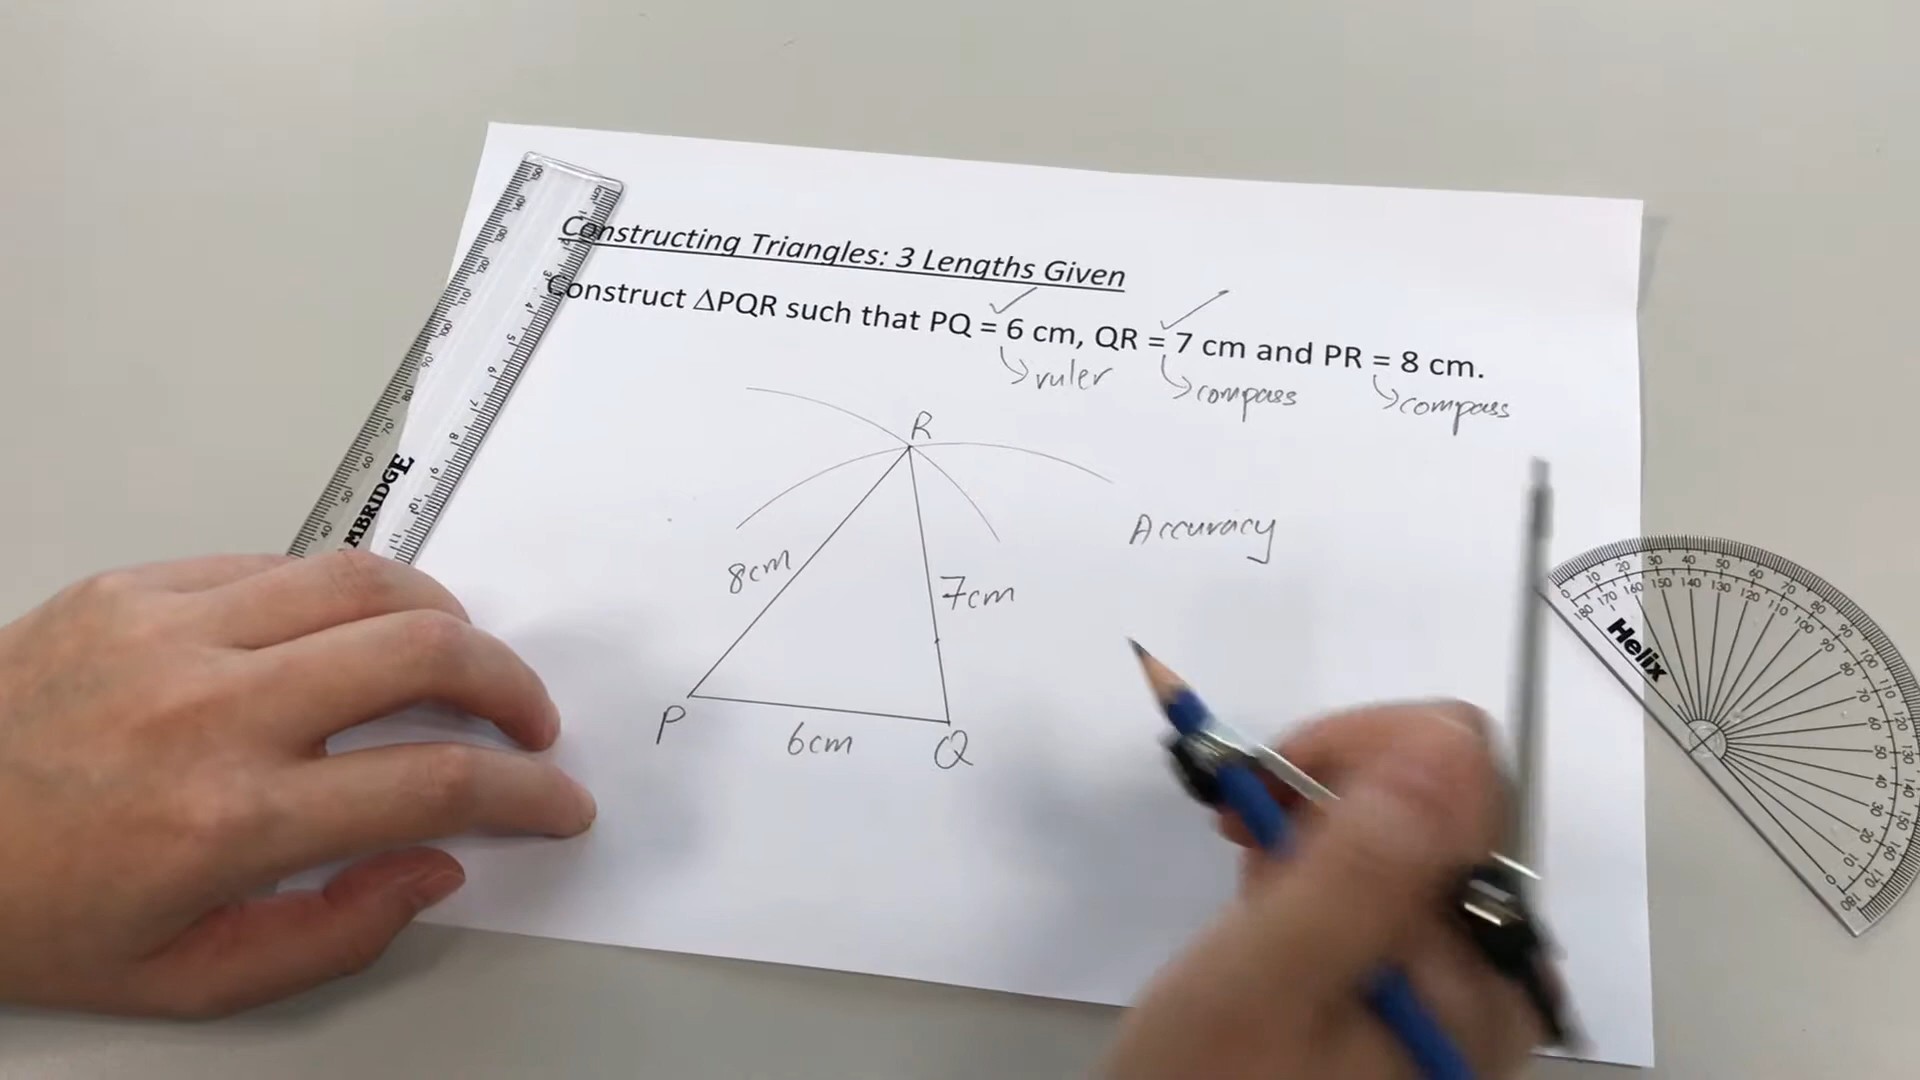 Constructing Triangles: 3 Lengths Given
Construct ∆PQR such that PQ = 6 cm, QR = 7 cm and PR = 8 cm.
ruler
compass
compass
R
Accuracy
8cm
7cm
P
6cm
Q
MBRIDGE
Helix